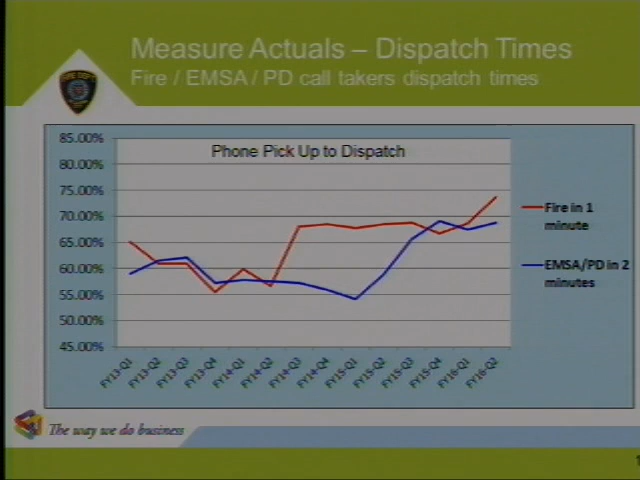 Measure Actuals – Dispatch Times
Fire / EMSA / PD call takers dispatch times
FIRE DEPT
Phone Pick Up to Dispatch
85.00%
80.00%
75.00%
70.00%
65.00%
60.00%
55.00%
50.00%
45.00%
FY13-Q1
FY13-Q2
FY13-Q3
FY13-Q4
FY14-Q1
FY14-Q2
FY14-Q3
FY14-Q4
FY15-Q1
FY15-Q2
FY15-Q3
FY15-Q4
FY16-Q1
FY16-Q2
Fire in 1
minute
EMSA/PD in 2
minutes
The way we do business